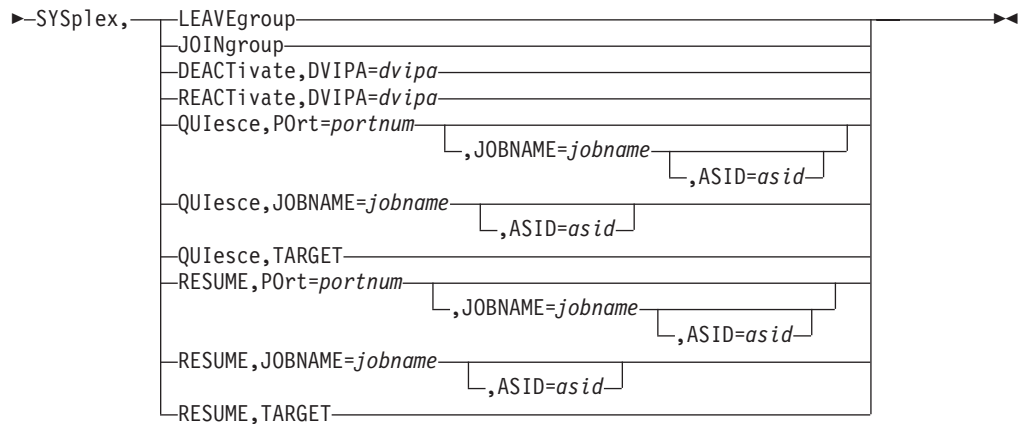 SYSplex,
LEAVEgroup
JOINgroup
DEACTivate,DVIPA=dvipa
REACTivate,DVIPA=dvipa
QUIesce,POrt=portnum
,JOBNAME=jobname
,ASID=asid
QUIesce,JOBNAME=jobname
,ASID=asid
QUIesce,TARGET
RESUME,POrt=portnum
,JOBNAME=jobname
,ASID=asid
RESUME,JOBNAME=jobname
,ASID=asid
RESUME,TARGET